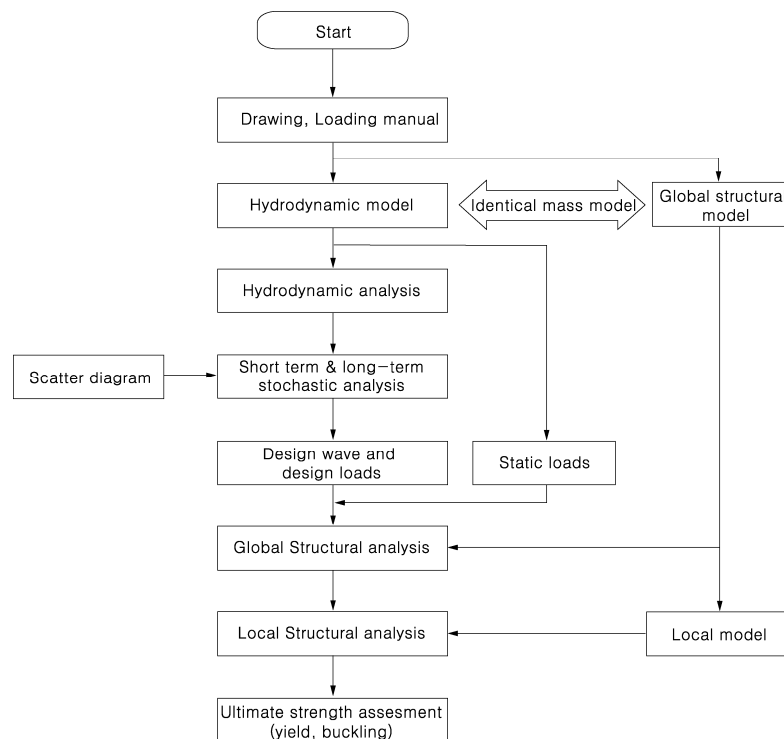 Start
Drawing, Loading manual
Hydrodynamic model
Identical mass model
Global structural
model
Hydrodynamic analysis
Scatter diagram
Short term & long-term
stochastic analysis
Design wave and
design loads
Static loads
Global Structural analysis
Local Structural analysis
Local model
Ultimate strength assesment
(yield, buckling)